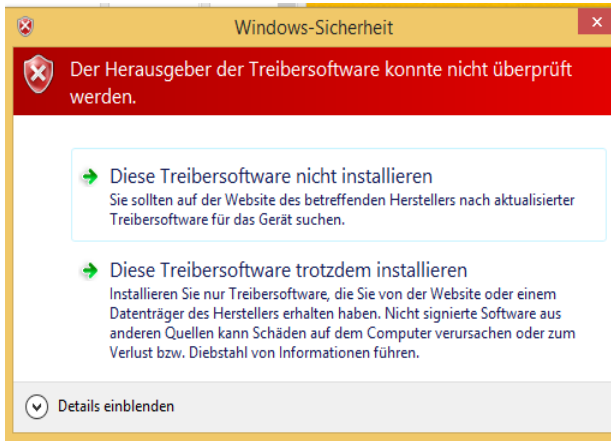 Windows-Sicherheit
Der Herausgeber der Treibersoftware konnte nicht überprüft
werden.
Diese Treibersoftware nicht installieren
Sie sollten auf der Website des betreffenden Herstellers nach aktualisierter
Treibersoftware für das Gerät suchen.
Diese Treibersoftware trotzdem installieren
Installieren Sie nur Treibersoftware, die Sie von der Website oder einem
Datenträger des Herstellers erhalten haben. Nicht signierte Software aus
anderen Quellen kann Schäden auf dem Computer verursachen oder zum
Verlust bzw. Diebstahl von Informationen führen.
Details einblenden